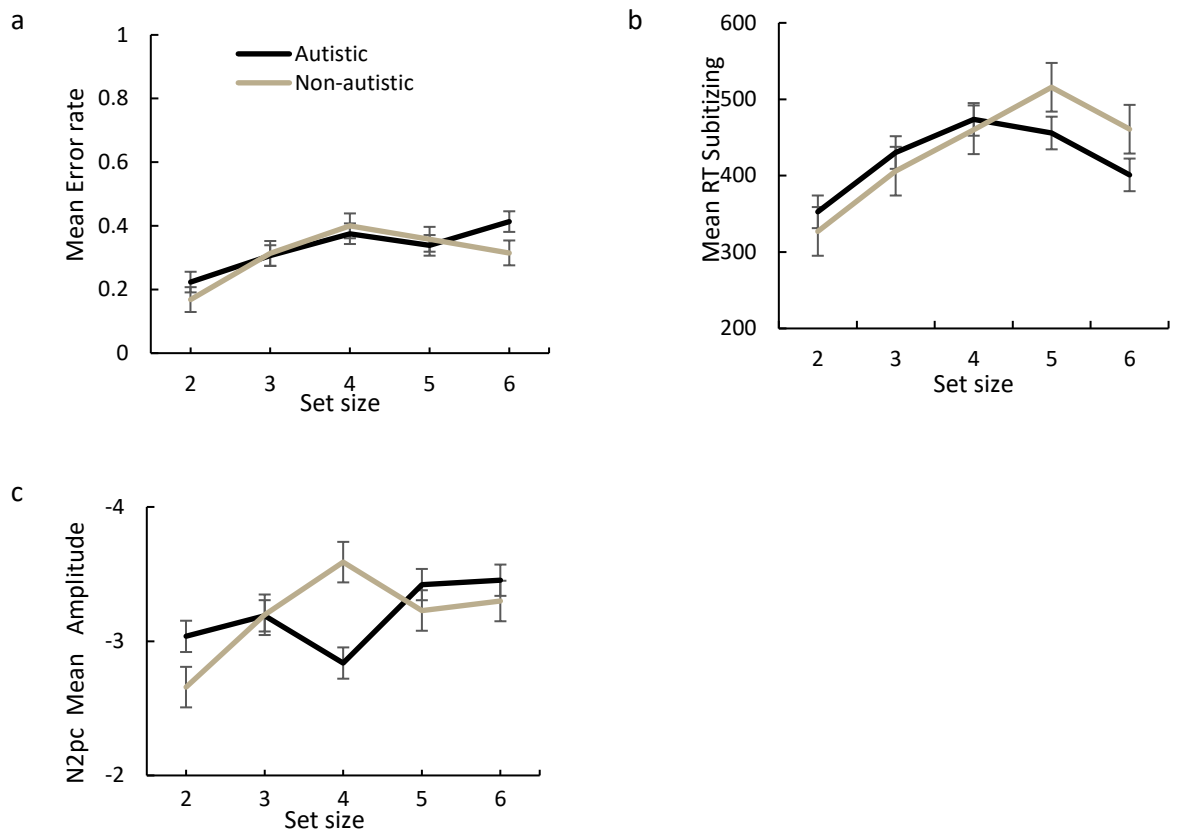 a
Mean Error rate
1
0.8
0.6
0.4
0.2
0
Autistic
Non-autistic
2 3 4 5 6
Set size
b
Mean RT Subitizing
600
500
400
300
200
2 3 4 5 6
Set size
c
N2pc Mean Amplitude
-4
-3
-2
2 3 4 5 6
Set size